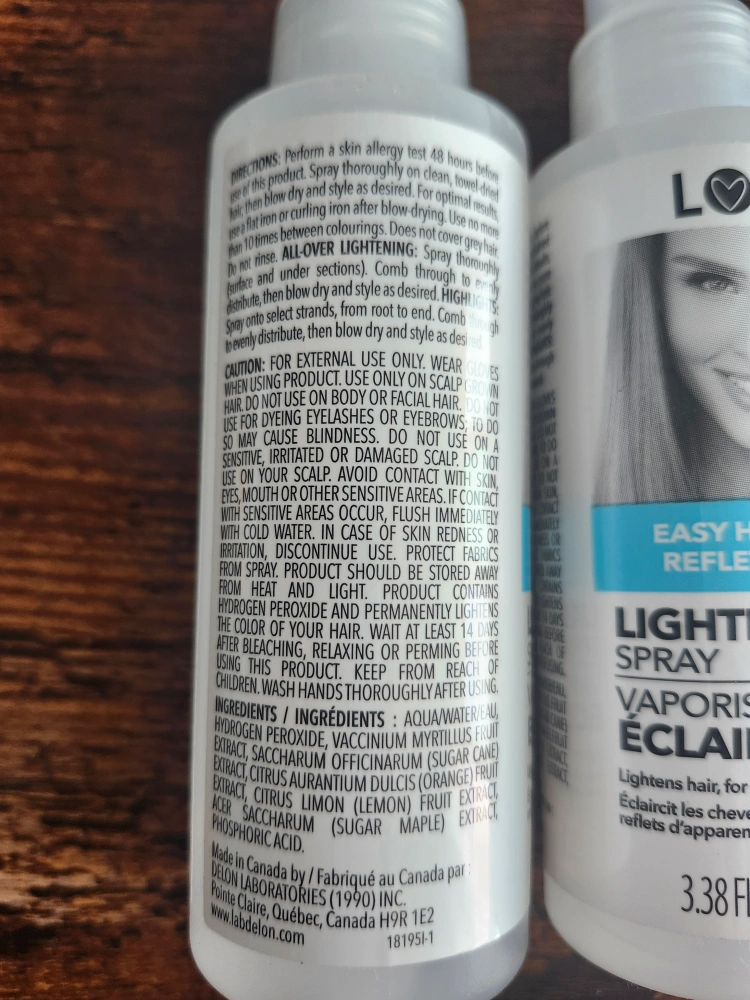 DIRECTIONS: Perform a skin allergy test 48 hours before
use of this product. Spray thoroughly on clean, towel-dried
hair, then blow dry and style as desired. For optimal results,
use a flat iron or curling iron after blow-drying. Use no more
than 10 times between colourings. Does not cover grey hair.
Do not rinse. ALL-OVER LIGHTENING: Spray thoroughly
(surface and under sections). Comb through to evenly
distribute, then blow dry and style as desired. HIGHLIGHTS:
Spray onto select strands, from root to end. Comb through
to evenly distribute, then blow dry and style as desired.
CAUTION: FOR EXTERNAL USE ONLY. WEAR GLOVES
WHEN USING PRODUCT. USE ONLY ON SCALP GROWN
HAIR. DO NOT USE ON BODY OR FACIAL HAIR. DO NOT
USE FOR DYEING EYELASHES OR EYEBROWS; TO DO
SO MAY CAUSE BLINDNESS. DO NOT USE ON A
SENSITIVE, IRRITATED OR DAMAGED SCALP. DO NOT
USE ON YOUR SCALP. AVOID CONTACT WITH SKIN,
EYES, MOUTH OR OTHER SENSITIVE AREAS. IF CONTACT
WITH SENSITIVE AREAS OCCUR, FLUSH IMMEDIATELY
WITH COLD WATER. IN CASE OF SKIN REDNESS OR
IRRITATION, DISCONTINUE USE. PROTECT FABRICS
FROM SPRAY. PRODUCT SHOULD BE STORED AWAY
FROM HEAT AND LIGHT. PRODUCT CONTAINS
HYDROGEN PEROXIDE AND PERMANENTLY LIGHTENS
THE COLOR OF YOUR HAIR. WAIT AT LEAST 14 DAYS
AFTER BLEACHING, RELAXING OR PERMING BEFORE
USING THIS PRODUCT. KEEP FROM REACH OF
CHILDREN. WASH HANDS THOROUGHLY AFTER USING.
INGREDIENTS / INGRÉDIENTS : AQUA/WATER/EAU,
HYDROGEN PEROXIDE, VACCINIUM MYRTILLUS FRUIT
EXTRACT, SACCHARUM OFFICINARUM (SUGAR CANE)
EXTRACT, CITRUS AURANTIUM DULCIS (ORANGE) FRUIT
EXTRACT, CITRUS LIMON (LEMON) FRUIT EXTRACT,
ACER SACCHARUM (SUGAR MAPLE) EXTRACT,
PHOSPHORIC ACID.
Made in Canada by / Fabriqué au Canada par :
DELON LABORATORIES (1990) INC.
Pointe Claire, Québec, Canada H9R 1E2
www.labdelon.com 18195I-1
LO
EASY H
REFLE
LIGHT
SPRAY
VAPORIS
ÉCLAI
Lightens hair, for
Éclaircit les cheve
reflets d'apparen
3.38 Fl